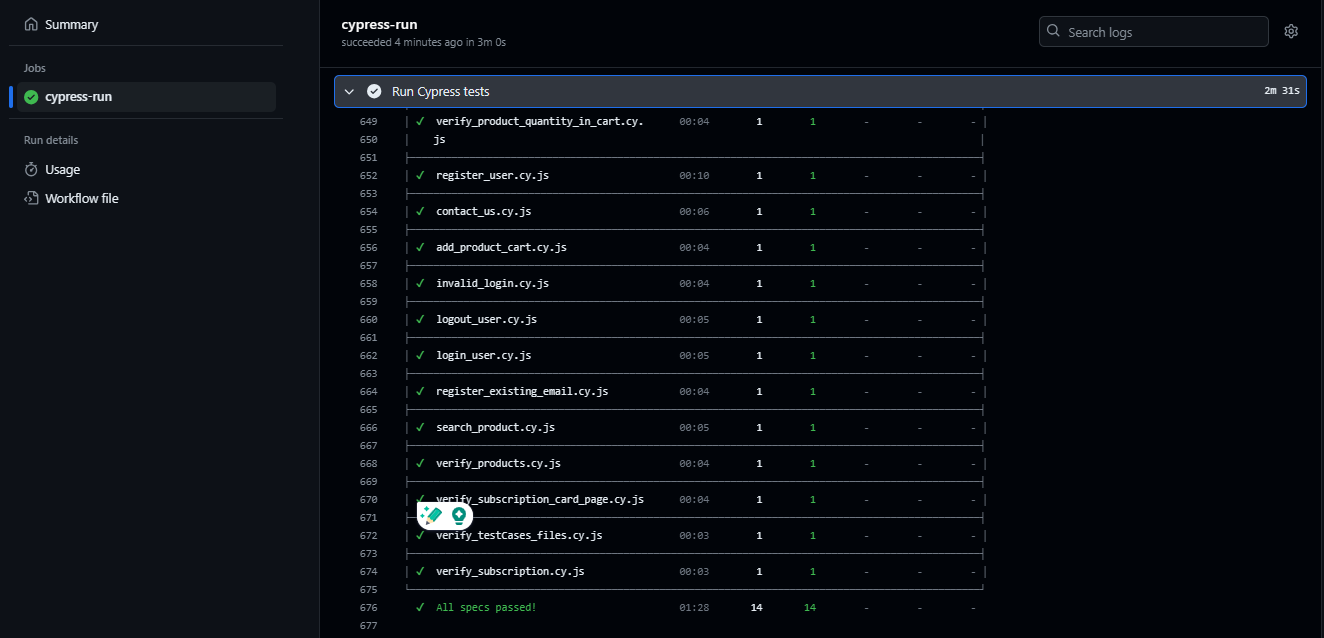 Summary
Jobs
cypress-run
Run details
Usage
Workflow file
cypress-run
succeeded 4 minutes ago in 3m 0s
Search logs
Run Cypress tests 2m 31s
649 │ ✓ verify_product_quantity_in_cart.cy. 00:04 1 1 - - - │
650 │ js │
651
652 │ ✓ register_user.cy.js 00:10 1 1 - - - │
653
654 │ ✓ contact_us.cy.js 00:06 1 1 - - - │
655
656 │ ✓ add_product_cart.cy.js 00:04 1 1 - - - │
657
658 │ ✓ invalid_login.cy.js 00:04 1 1 - - - │
659
660 │ ✓ logout_user.cy.js 00:05 1 1 - - - │
661
662 │ ✓ login_user.cy.js 00:05 1 1 - - - │
663
664 │ ✓ register_existing_email.cy.js 00:04 1 1 - - - │
665
666 │ ✓ search_product.cy.js 00:05 1 1 - - - │
667
668 │ ✓ verify_products.cy.js 00:04 1 1 - - - │
669
670 │ ✓ verify_subscription_card_page.cy.js 00:04 1 1 - - - │
671
672 │ ✓ verify_testCases_files.cy.js 00:03 1 1 - - - │
673
674 │ ✓ verify_subscription.cy.js 00:03 1 1 - - - │
675
676 ✓ All specs passed! 01:28 14 14 - - -
677